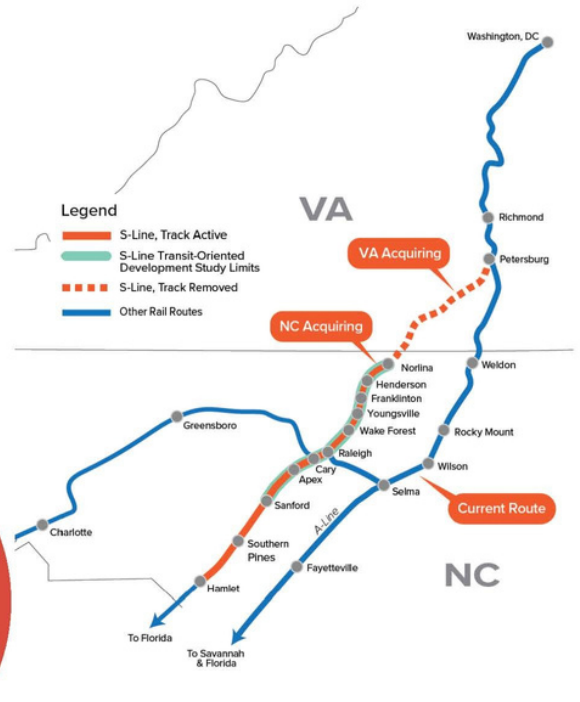 Washington, DC
VA
Legend
S-Line, Track Active
S-Line Transit-Oriented
Development Study Limits
S-Line, Track Removed
Other Rail Routes
Richmond
VA Acquiring
Petersburg
NC Acquiring
Norlina
Weldon
Henderson
Franklinton
Youngsville
Greensboro
Wake Forest
Rocky Mount
Raleigh
Cary
Wilson
Apex
Selma
Sanford
Current Route
A-Line
Charlotte
Southern
Pines
Fayetteville
NC
Hamlet
To Florida
To Savannah
& Florida